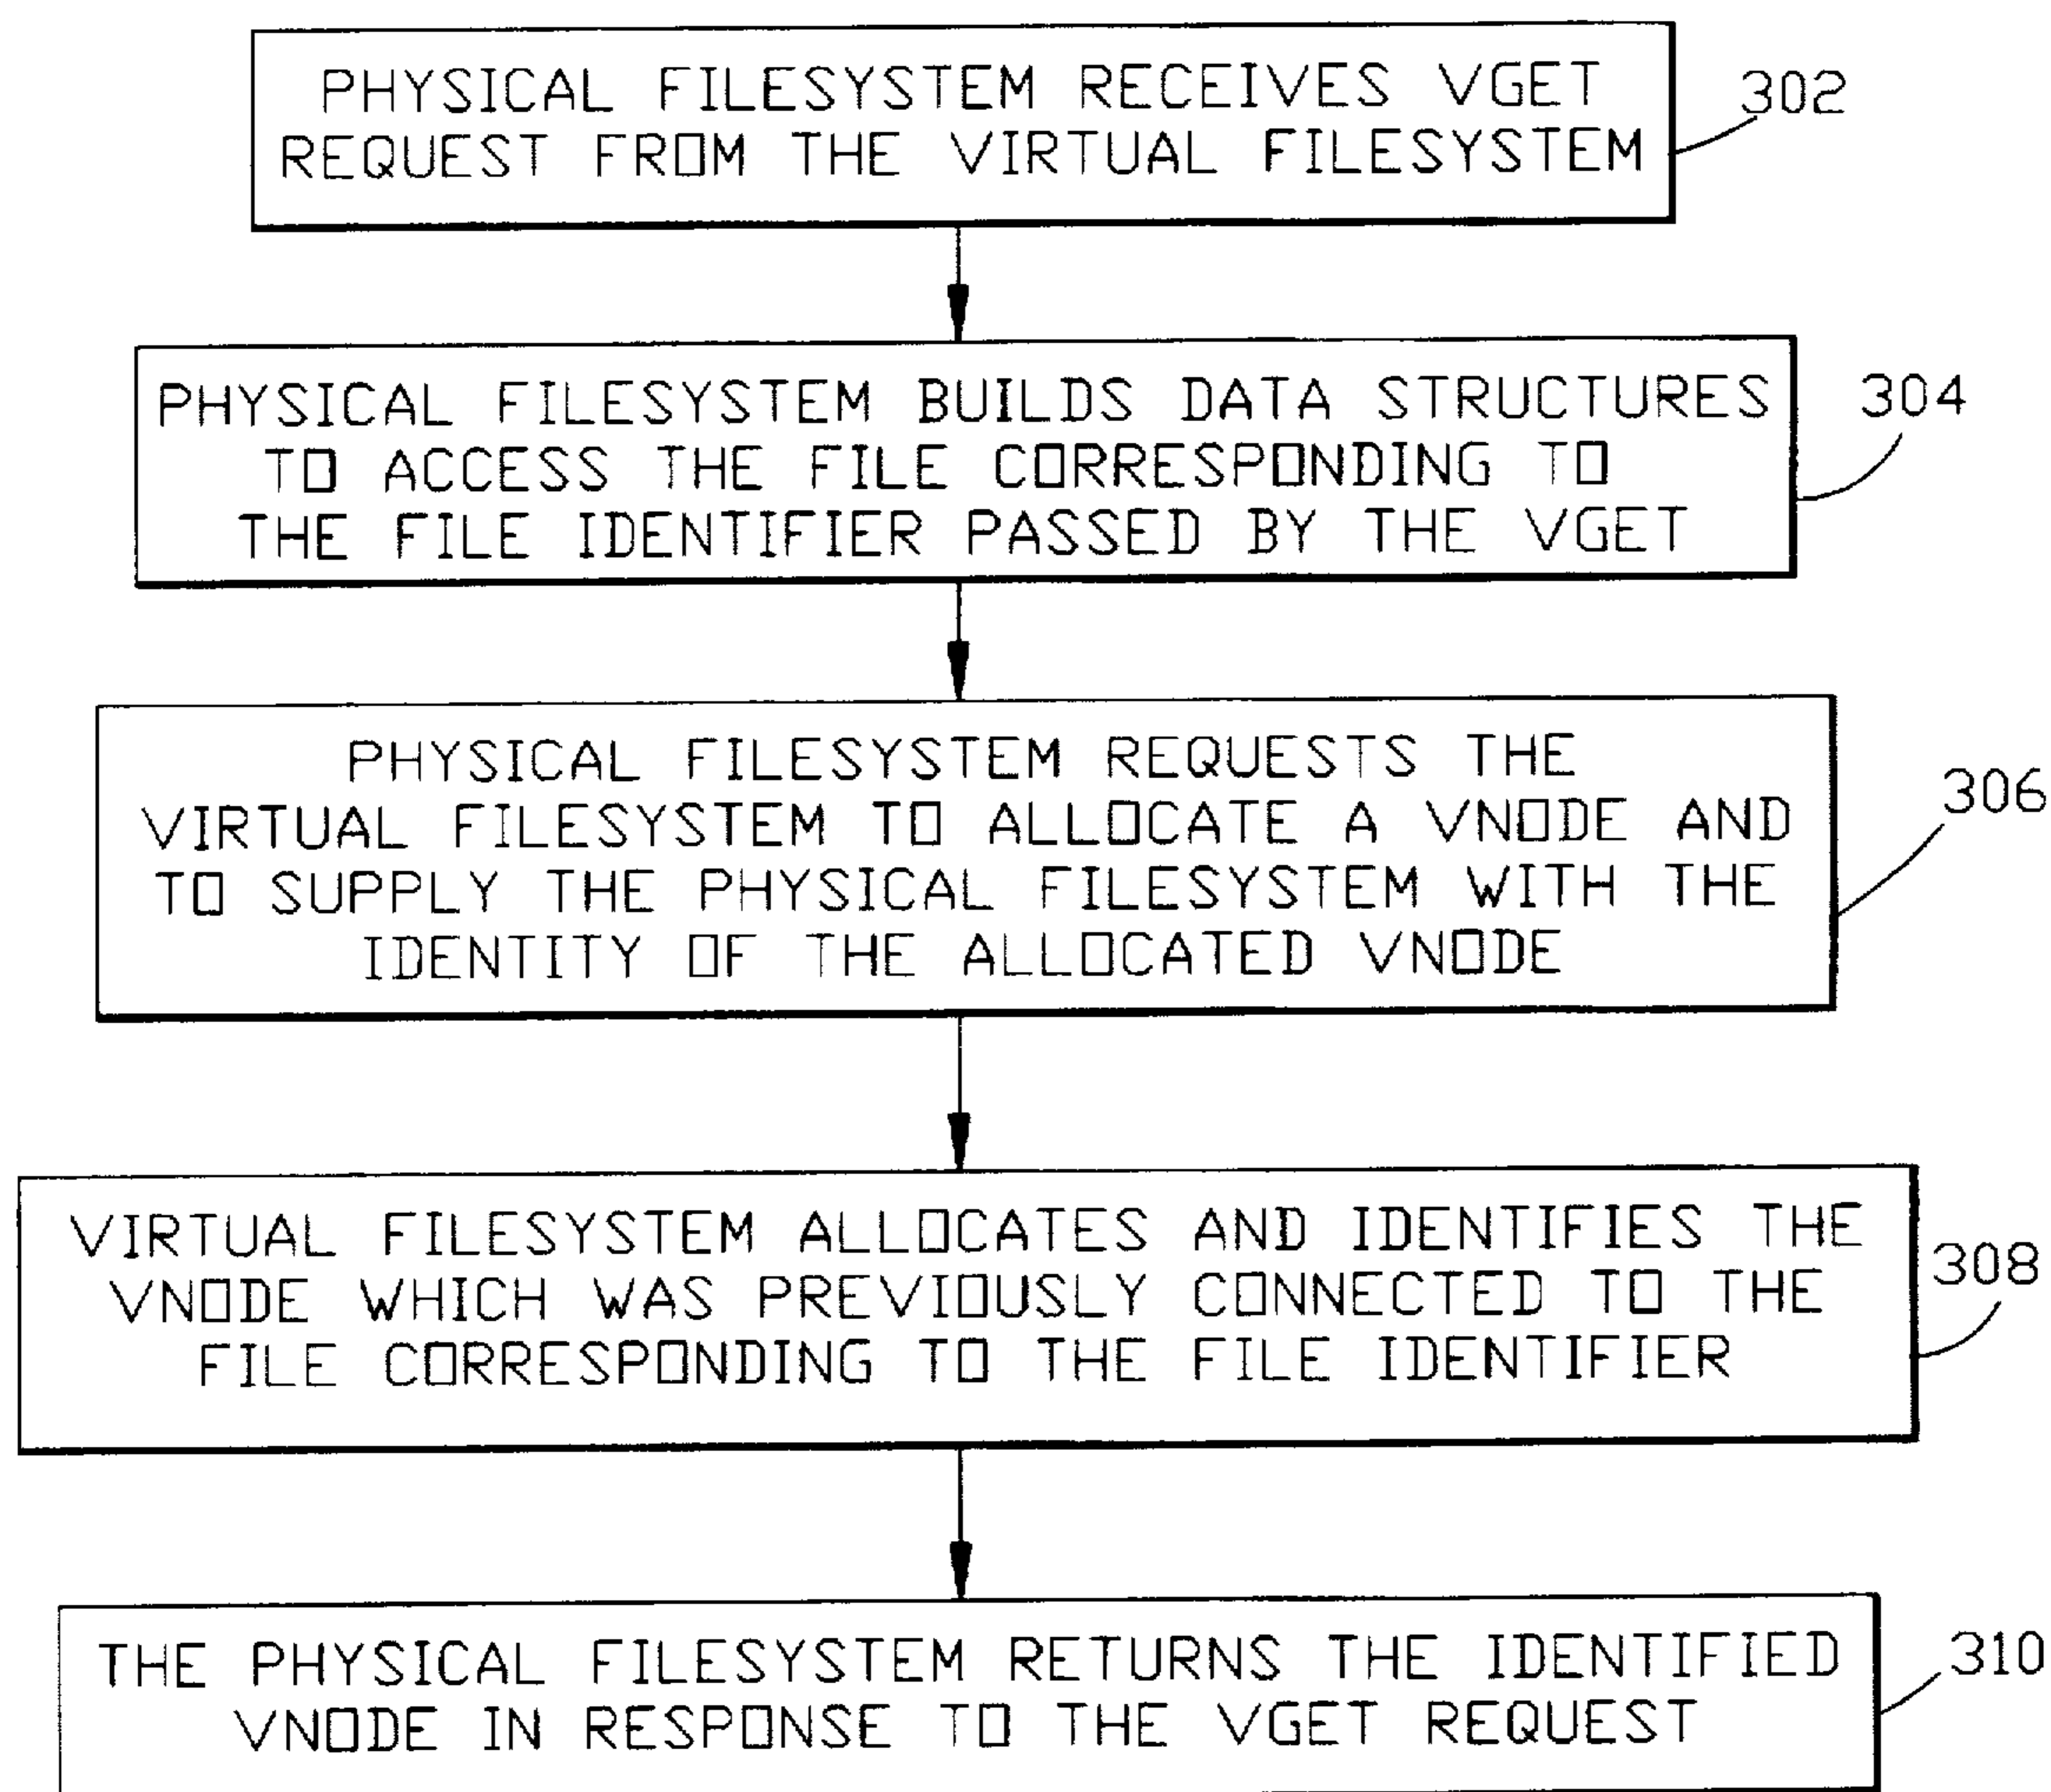 PHYSICAL FILESYSTEM RECEIVES VGET
REQUEST FROM THE VIRTUAL FILESYSTEM
302
PHYSICAL FILESYSTEM BUILDS DATA STRUCTURES
TO ACCESS THE FILE CORRESPONDING TO
THE FILE IDENTIFIER PASSED BY THE VGET
304
PHYSICAL FILESYSTEM REQUESTS THE
VIRTUAL FILESYSTEM TO ALLOCATE A VNODE AND
TO SUPPLY THE PHYSICAL FILESYSTEM WITH THE
IDENTITY OF THE ALLOCATED VNODE
306
VIRTUAL FILESYSTEM ALLOCATES AND IDENTIFIES THE
VNODE WHICH WAS PREVIOUSLY CONNECTED TO THE
FILE CORRESPONDING TO THE FILE IDENTIFIER
308
THE PHYSICAL FILESYSTEM RETURNS THE IDENTIFIED
VNODE IN RESPONSE TO THE VGET REQUEST
310